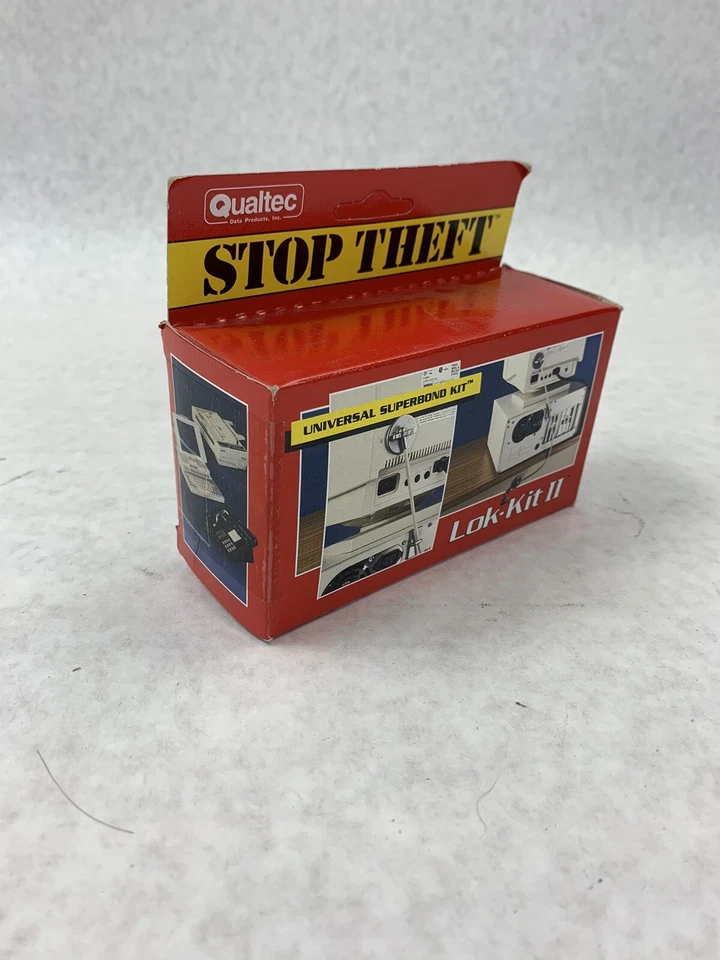 Qualtec
Data Products, Inc.
STOP THEFT™
UNIVERSAL SUPERBOND KIT™
Lok-Kit II